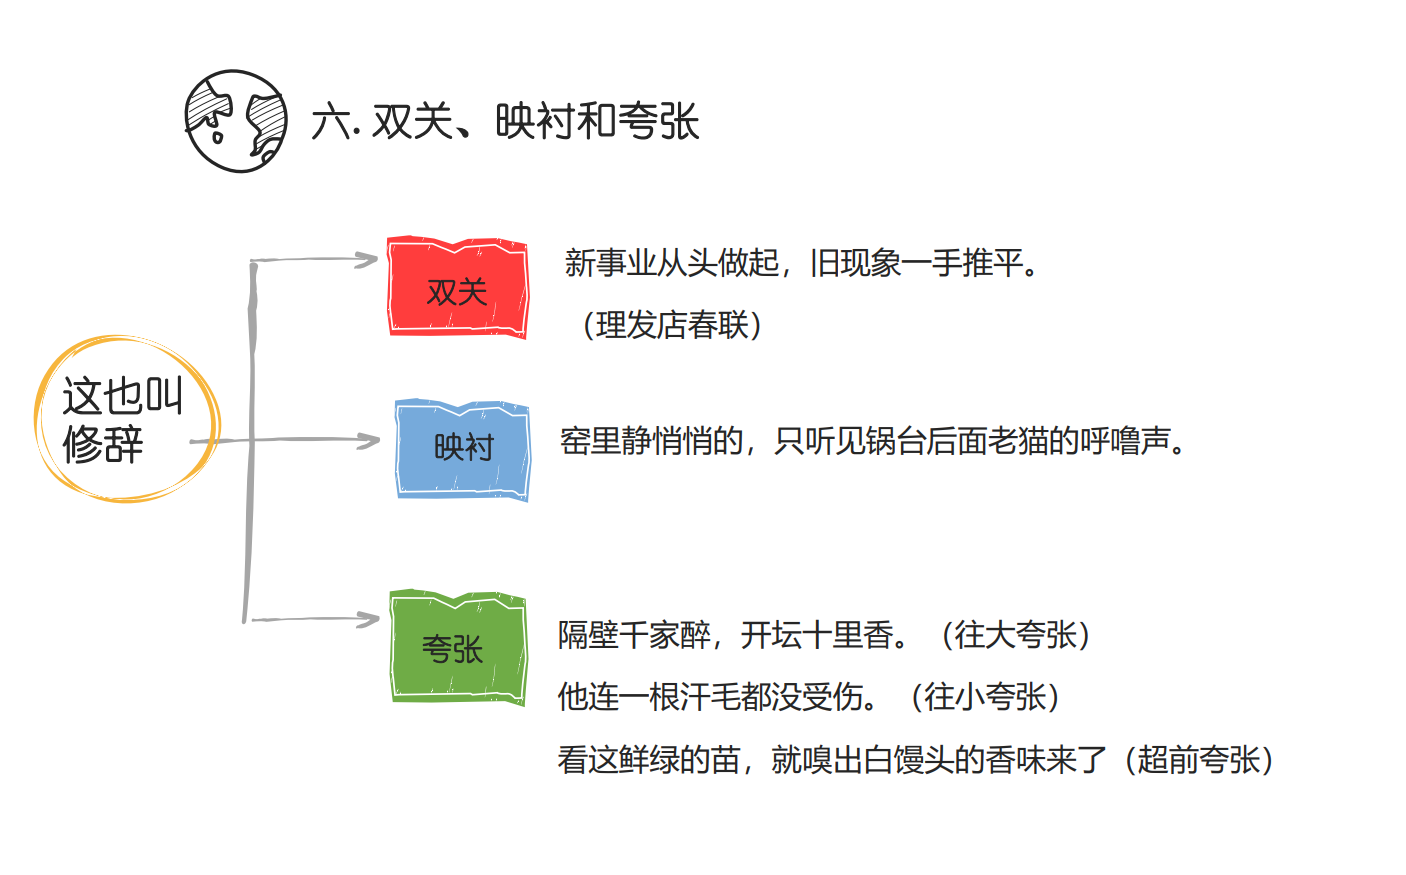 六. 双关、映衬和夸张
这也叫
修辞
双关
新事业从头做起，旧现象一手推平。
（理发店春联）
映衬
窑里静悄悄的，只听见锅台后面老猫的呼噜声。
夸张
隔壁千家醉，开坛十里香。（往大夸张）
他连一根汗毛都没受伤。（往小夸张）
看这鲜绿的苗，就嗅出白馒头的香味来了（超前夸张）